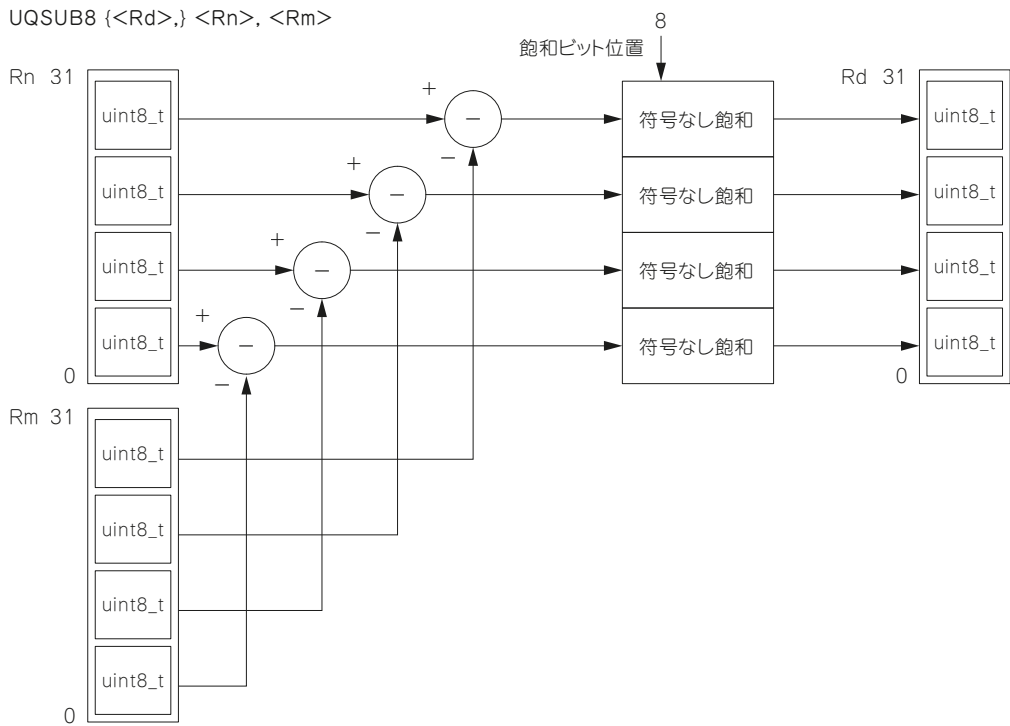 UQSUB8 {<Rd>,} <Rn>, <Rm>
8
飽和ビット位置
Rn 31
Rd 31
uint8_t
+
−
−
符号なし飽和
uint8_t
uint8_t
+
−
−
符号なし飽和
uint8_t
uint8_t
+
−
−
符号なし飽和
uint8_t
uint8_t
+
−
−
符号なし飽和
uint8_t
0
0
Rm 31
uint8_t
uint8_t
uint8_t
uint8_t
0